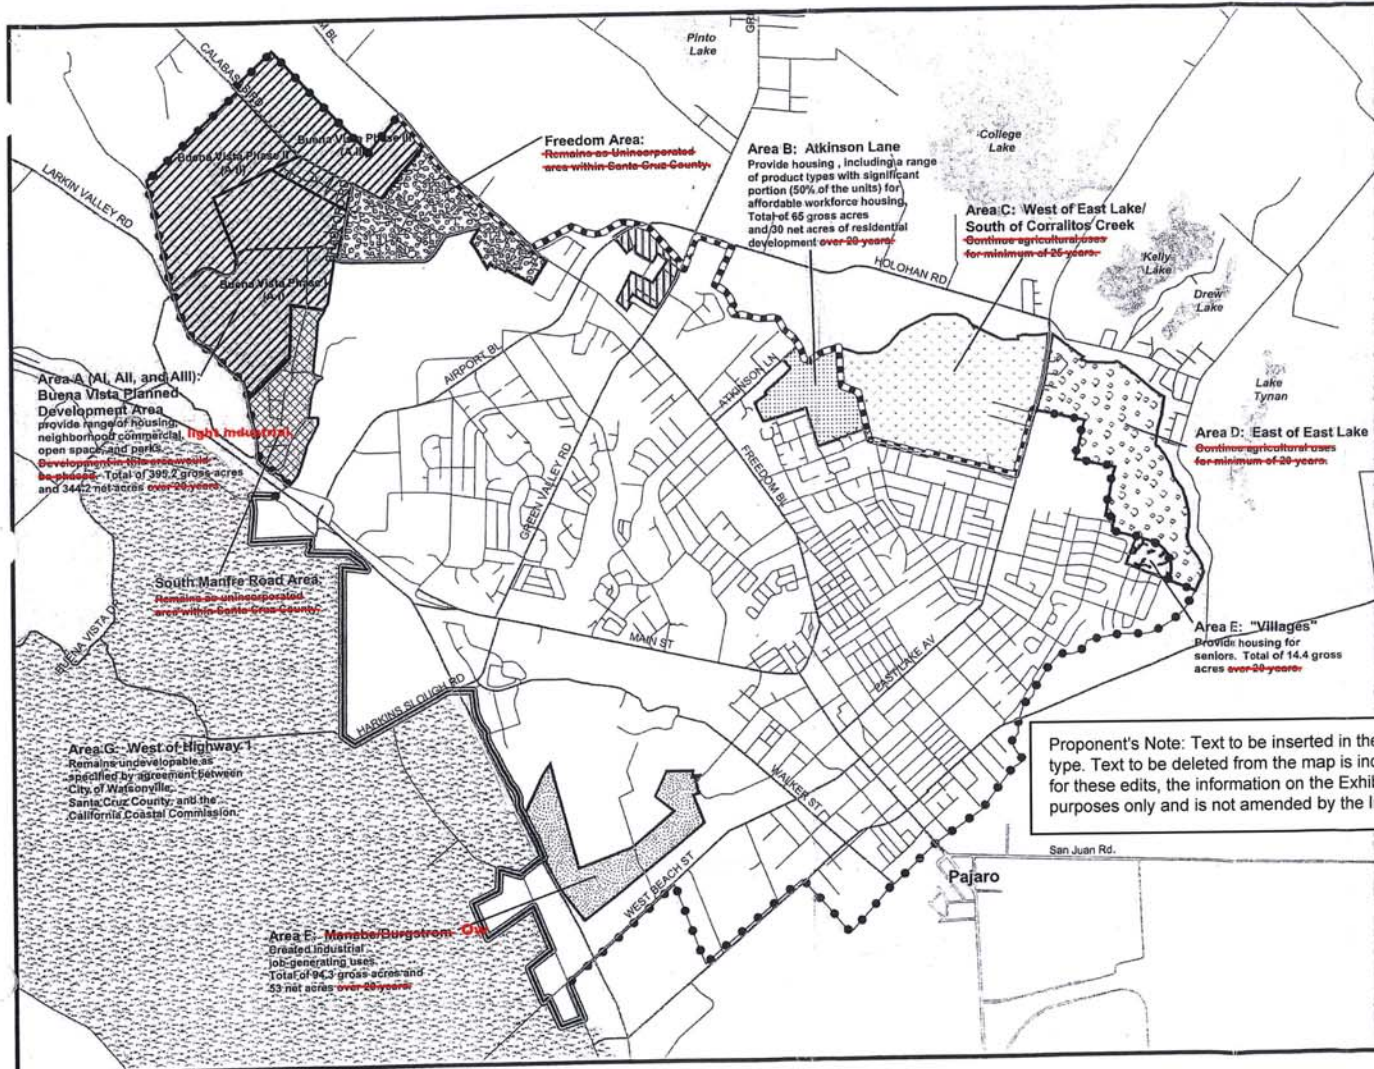 Pinto
Lake
CALABASAS RD
M BL
GR
LARKIN VALLEY RD
Buena Vista Phase III
(A III)
Buena Vista Phase II
(A II)
Buena Vista Phase I
(A I)
Freedom Area:
Remains as Unincorporated
area within Santa Cruz County.
Area B: Atkinson Lane
Provide housing , including a range
of product types with significant
portion (50% of the units) for
affordable workforce housing.
Total of 65 gross acres
and 30 net acres of residential
development over 20 years.
College
Lake
Area C: West of East Lake/
South of Corralitos Creek
Continue agricultural uses
for minimum of 25 years.
HOLOHAN RD
Kelly
Lake
Drew
Lake
Lake
Tynan
AIRPORT BL
ATKINSON LN
Area A (AI, AII, and AIII):
Buena Vista Planned
Development Area
provide range of housing,
neighborhood commercial, light industrial
open space, and parks.
Development in this area would
be phased. Total of 395.2 gross acres
and 344.2 net acres over 20 years.
Area D: East of East Lake
Continue agricultural uses
for minimum of 20 years.
GREEN VALLEY RD
FREEDOM BL
South Manfre Road Area:
Remains as unincorporated
area within Santa Cruz County.
BUENA VISTA D
MAIN ST
EAST LAKE AV
Area E: "Villages"
Provide housing for
seniors. Total of 14.4 gross
acres over 20 years.
HARKINS SLOUGH RD
Area G: West of Highway 1
Remains undevelopable as
specified by agreement between
City of Watsonville,
Santa Cruz County, and the
California Coastal Commission.
Proponent's Note: Text to be inserted in the
type. Text to be deleted from the map is ind
for these edits, the information on the Exhib
purposes only and is not amended by the I
WALKER ST
San Juan Rd.
Pajaro
WEST BEACH ST
Area F: Manabe/Burgstrom Ow
Created industrial
job-generating uses.
Total of 94.3 gross acres and
53 net acres over 20 years.